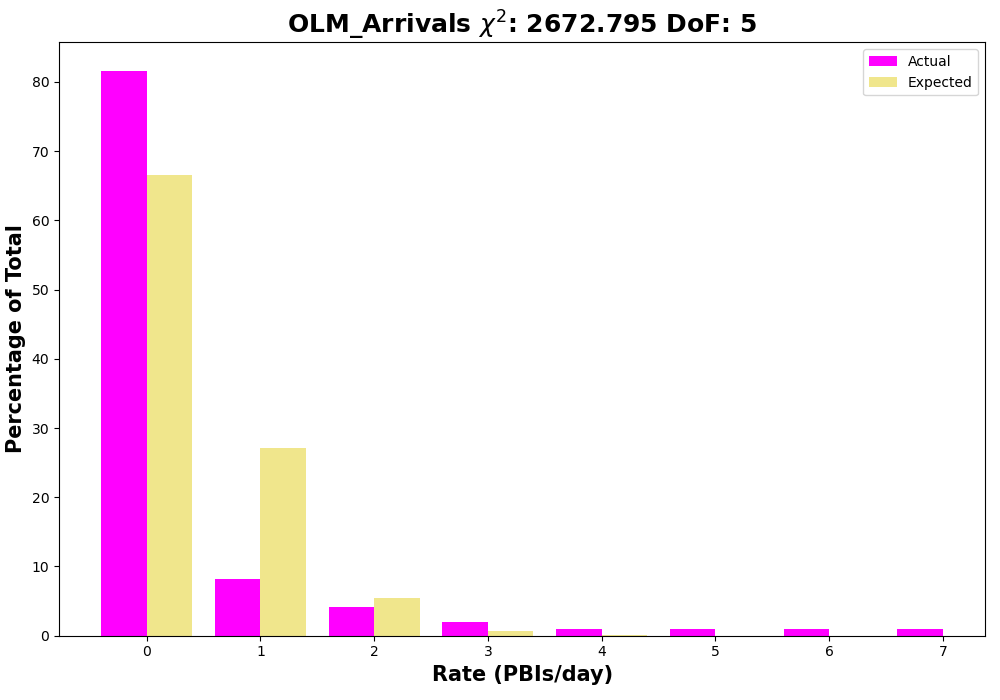 OLM_Arrivals χ²: 2672.795 DoF: 5
Actual
Expected
Percentage of Total
80
70
60
50
40
30
20
10
0
0 1 2 3 4 5 6 7
Rate (PBIs/day)